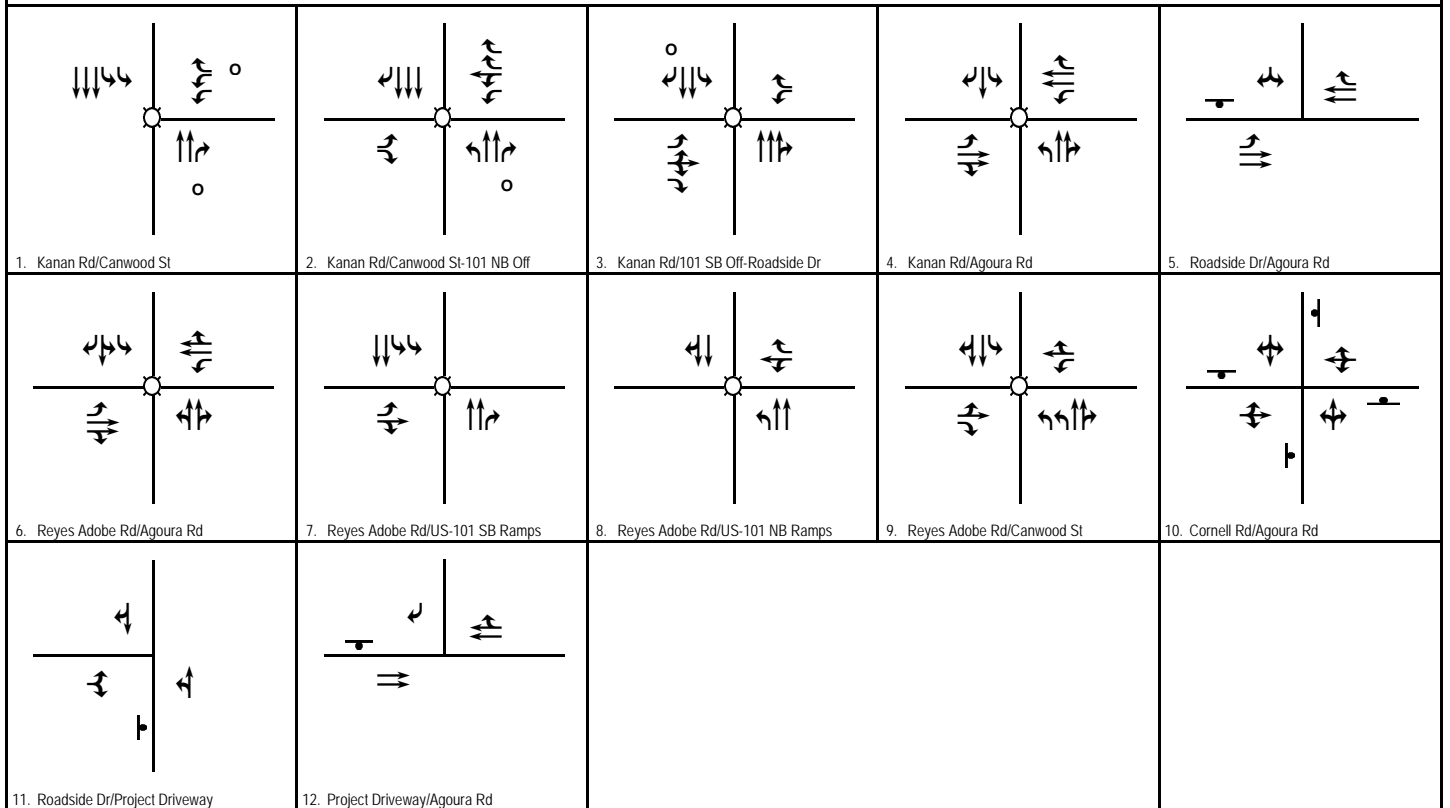 o
o
o
o
1. Kanan Rd/Canwood St
2. Kanan Rd/Canwood St-101 NB Off
3. Kanan Rd/101 SB Off-Roadside Dr
4. Kanan Rd/Agoura Rd
5. Roadside Dr/Agoura Rd
6. Reyes Adobe Rd/Agoura Rd
7. Reyes Adobe Rd/US-101 SB Ramps
8. Reyes Adobe Rd/US-101 NB Ramps
9. Reyes Adobe Rd/Canwood St
10. Cornell Rd/Agoura Rd
11. Roadside Dr/Project Driveway
12. Project Driveway/Agoura Rd